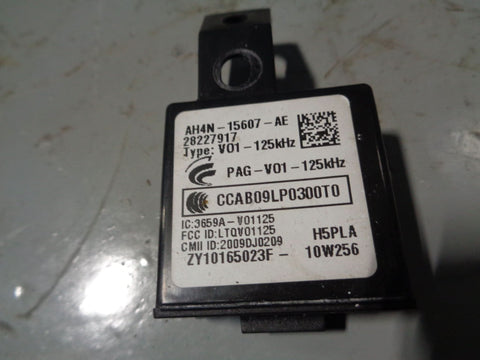 AH4N-15607-AE
28227917
Type: V01-125kHz
PAG-V01-125kHz
CCAB09LP0300T0
IC:3659A-V01125
FCC ID:LTQV01125
CMII ID:2009DJ0209
H5PLA
ZY10165023F- 10W256